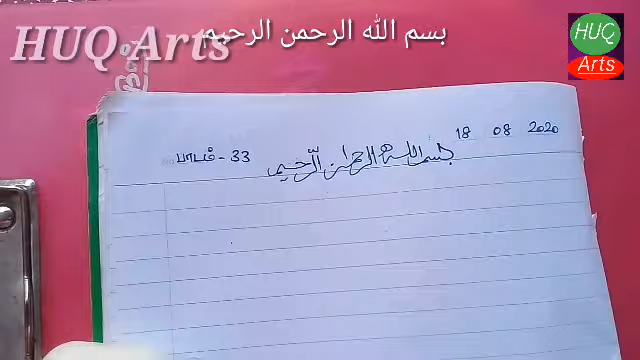 HUQ Arts
بسم الله الرحمن الرحيم
HUQ
Arts
18 08 2020
பாடம் - 33
بسم الله الرحمن الرحيم